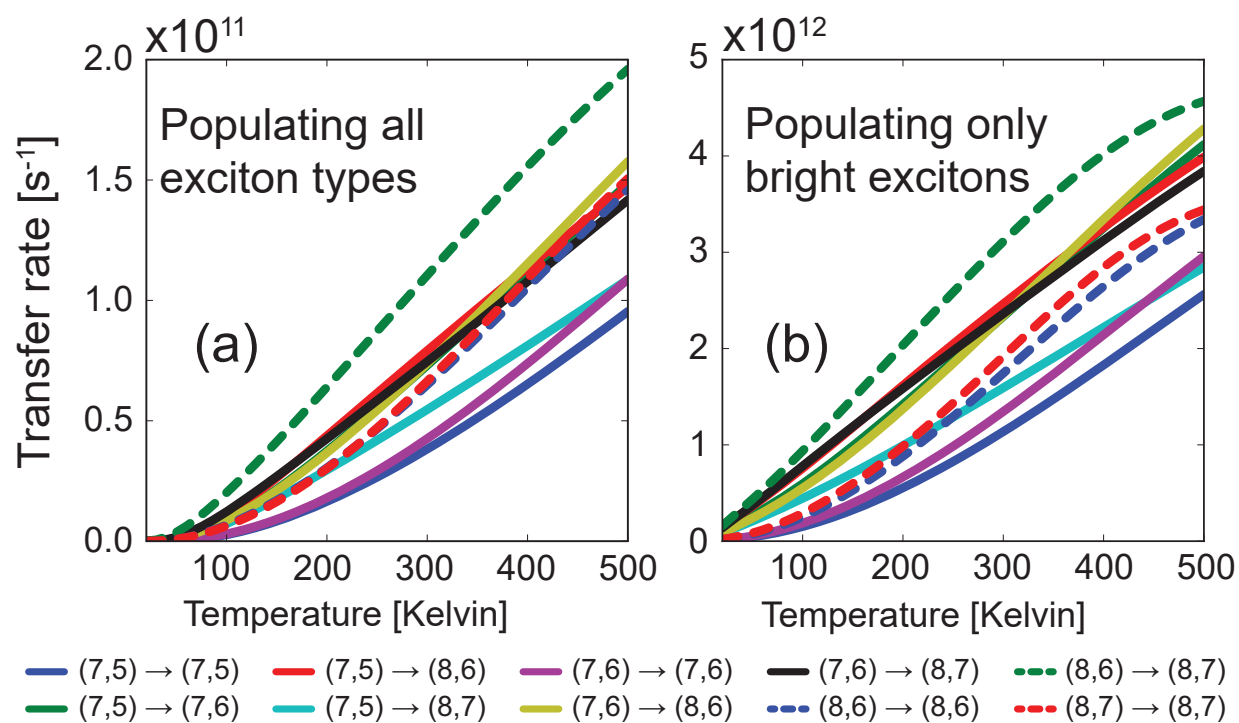 x10¹¹
x10¹²
Transfer rate [s⁻¹]
2.0
1.5
1.0
0.5
0.0
Populating all
exciton types
(a)
100 200 300 400 500
Temperature [Kelvin]
5
4
3
2
1
0
Populating only
bright excitons
(b)
100 200 300 400 500
Temperature [Kelvin]
(7,5) → (7,5) (7,5) → (8,6) (7,6) → (7,6) (7,6) → (8,7) (8,6) → (8,7)
(7,5) → (7,6) (7,5) → (8,7) (7,6) → (8,6) (8,6) → (8,6) (8,7) → (8,7)